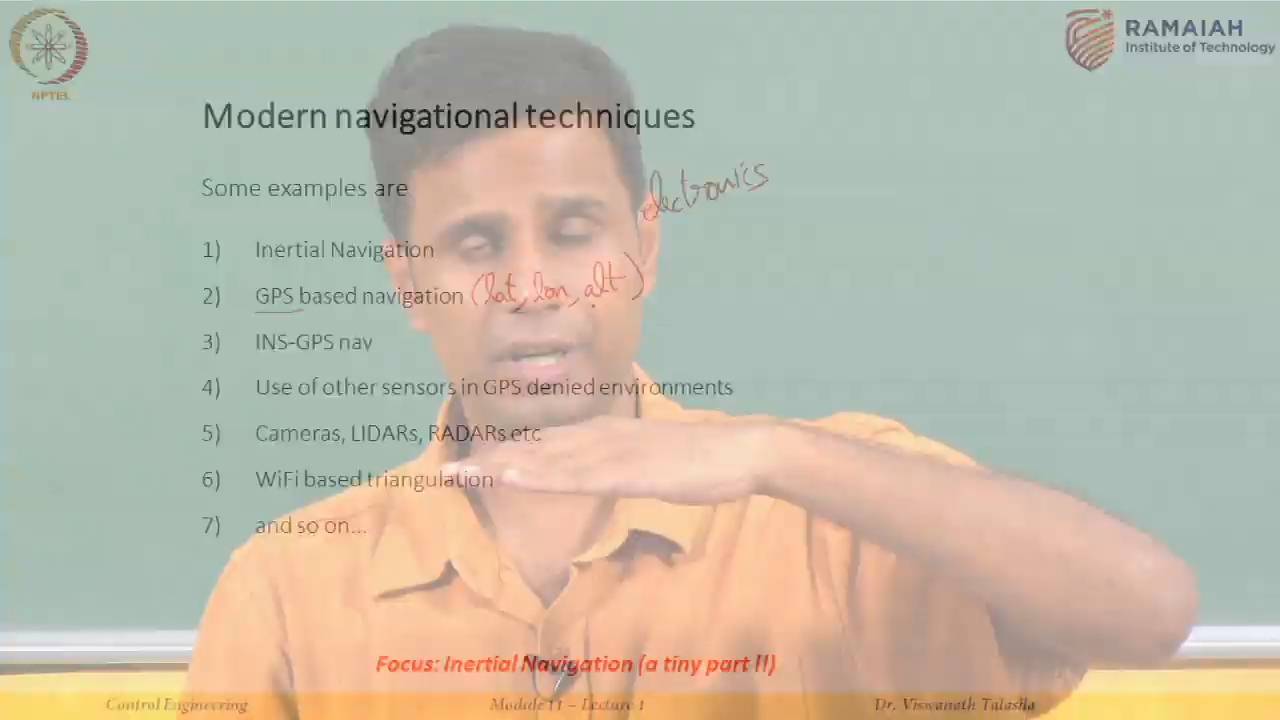 NPTEL
RAMAIAH
Institute of Technology
Modern navigational techniques
electronics
Some examples are
1) Inertial Navigation
2) GPS based navigation (lat, lon, alt)
3) INS-GPS nav
4) Use of other sensors in GPS denied environments
5) Cameras, LIDARs, RADARs etc
6) WiFi based triangulation
7) and so on...
Focus: Inertial Navigation (a tiny part !!)
Control Engineering Module 11 – Lecture 1 Dr. Viswanath Talasila